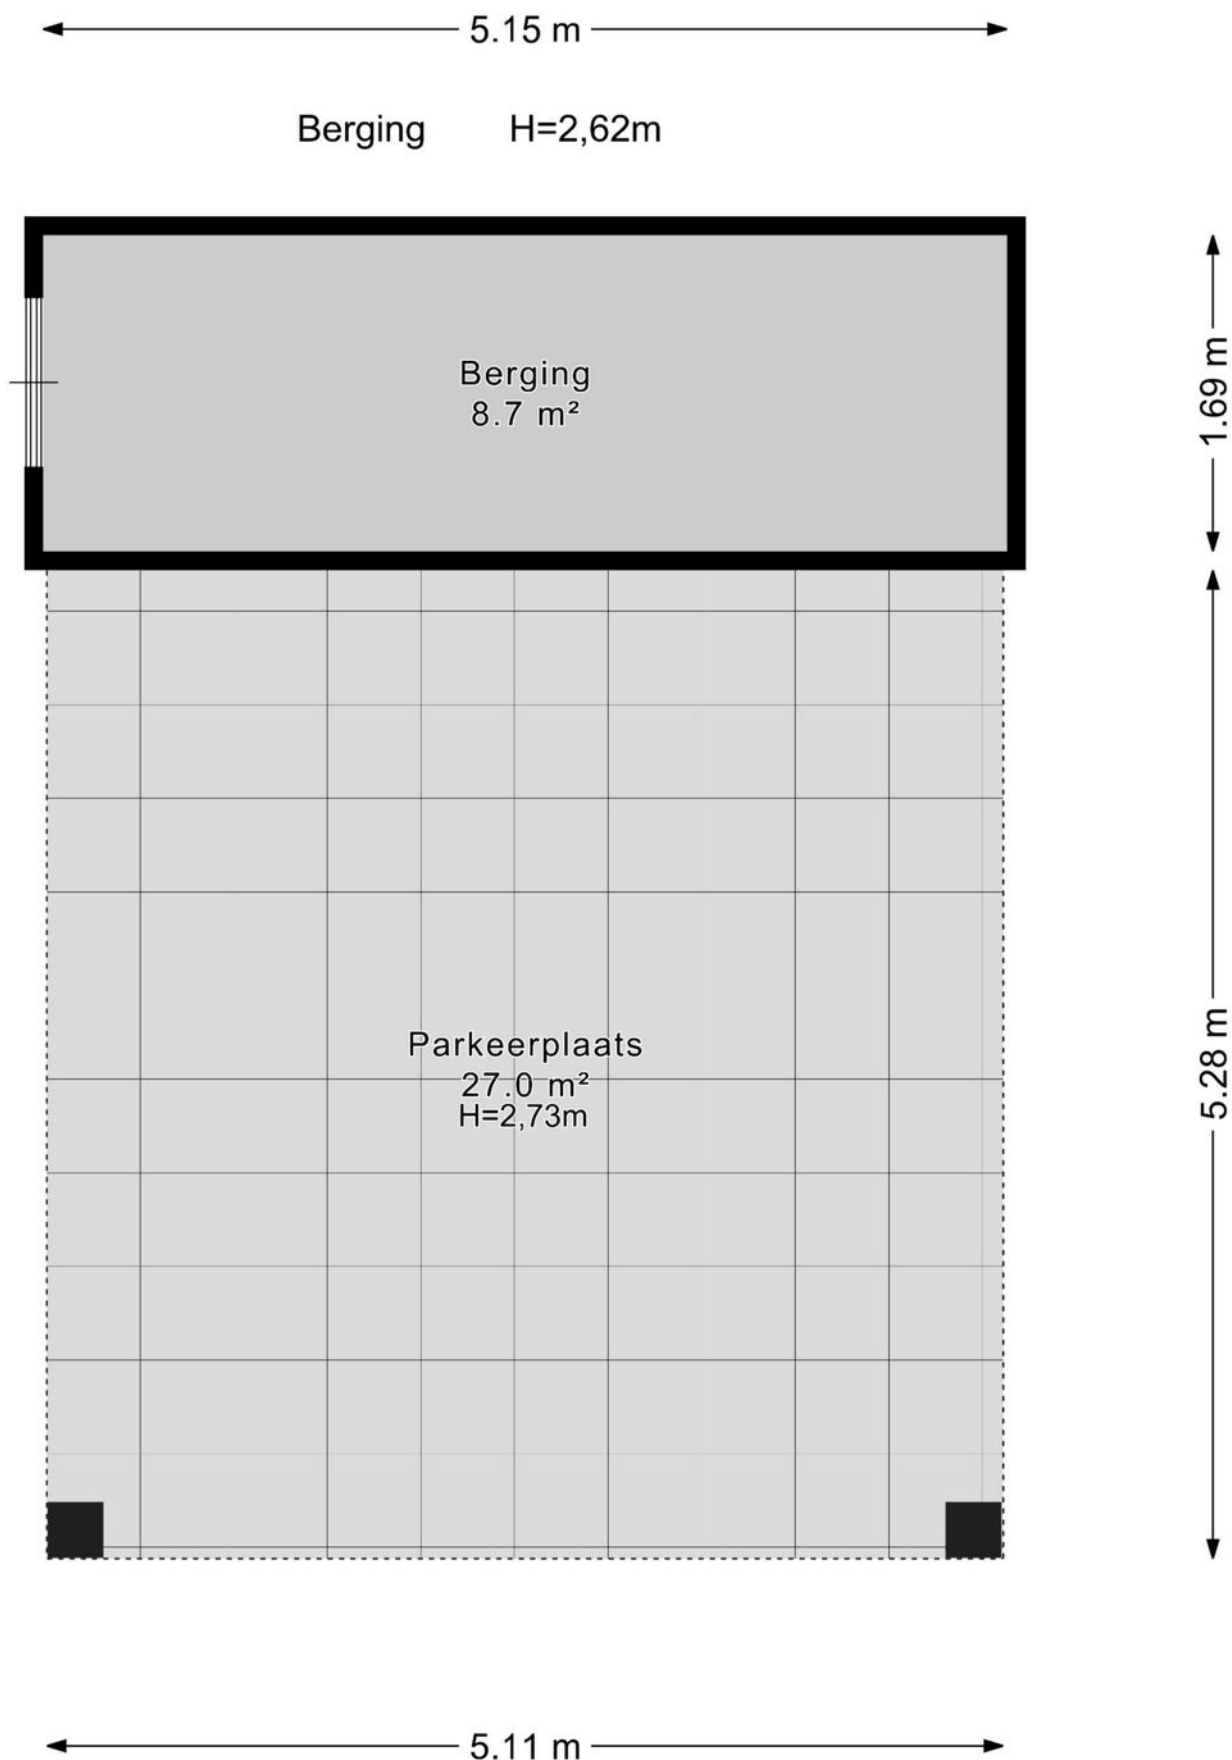 5.15 m
Berging H=2,62m
Berging
8.7 m²
1.69 m
Parkeerplaats
27.0 m²
H=2,73m
5.28 m
5.11 m